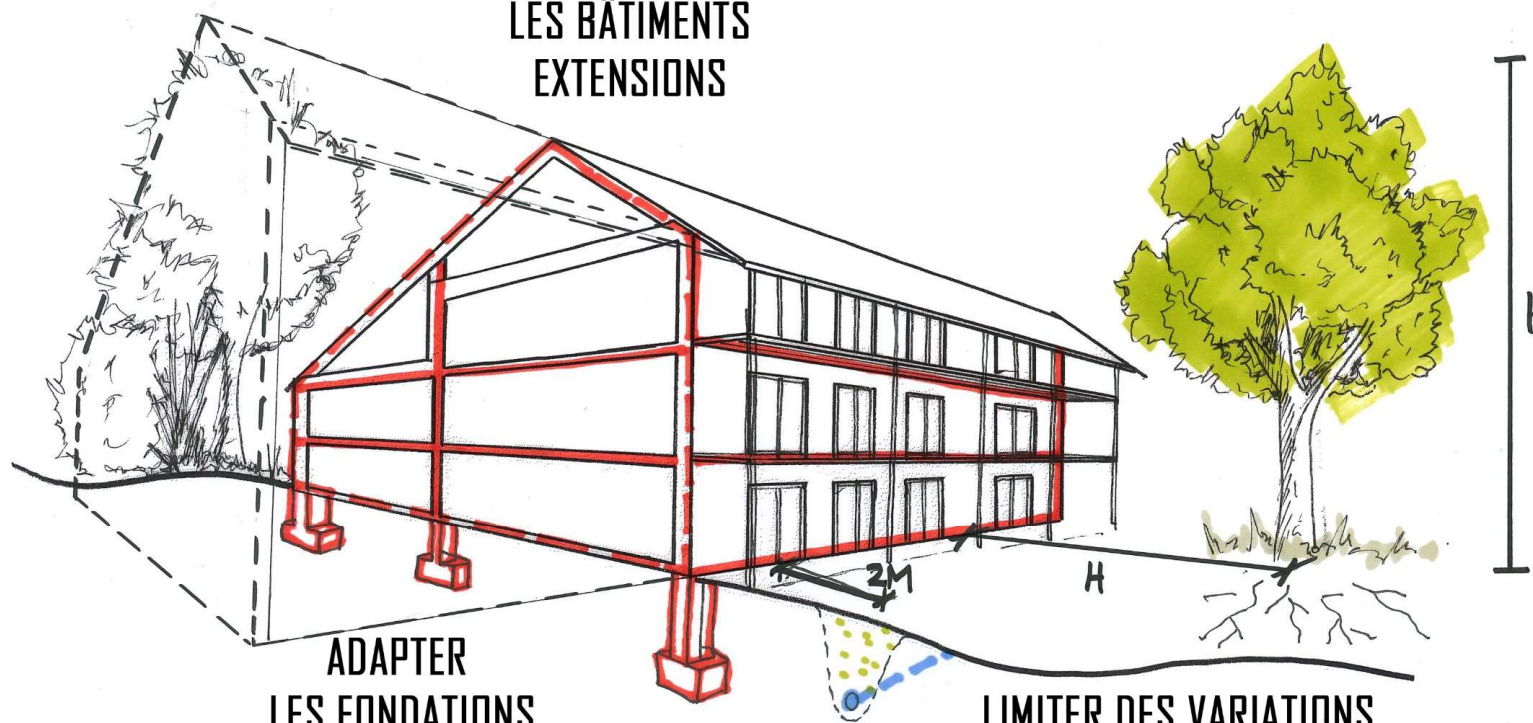 LES BÂTIMENTS
EXTENSIONS
2M
H
ADAPTER
LES FONDATIONS
LIMITER DES VARIATIONS